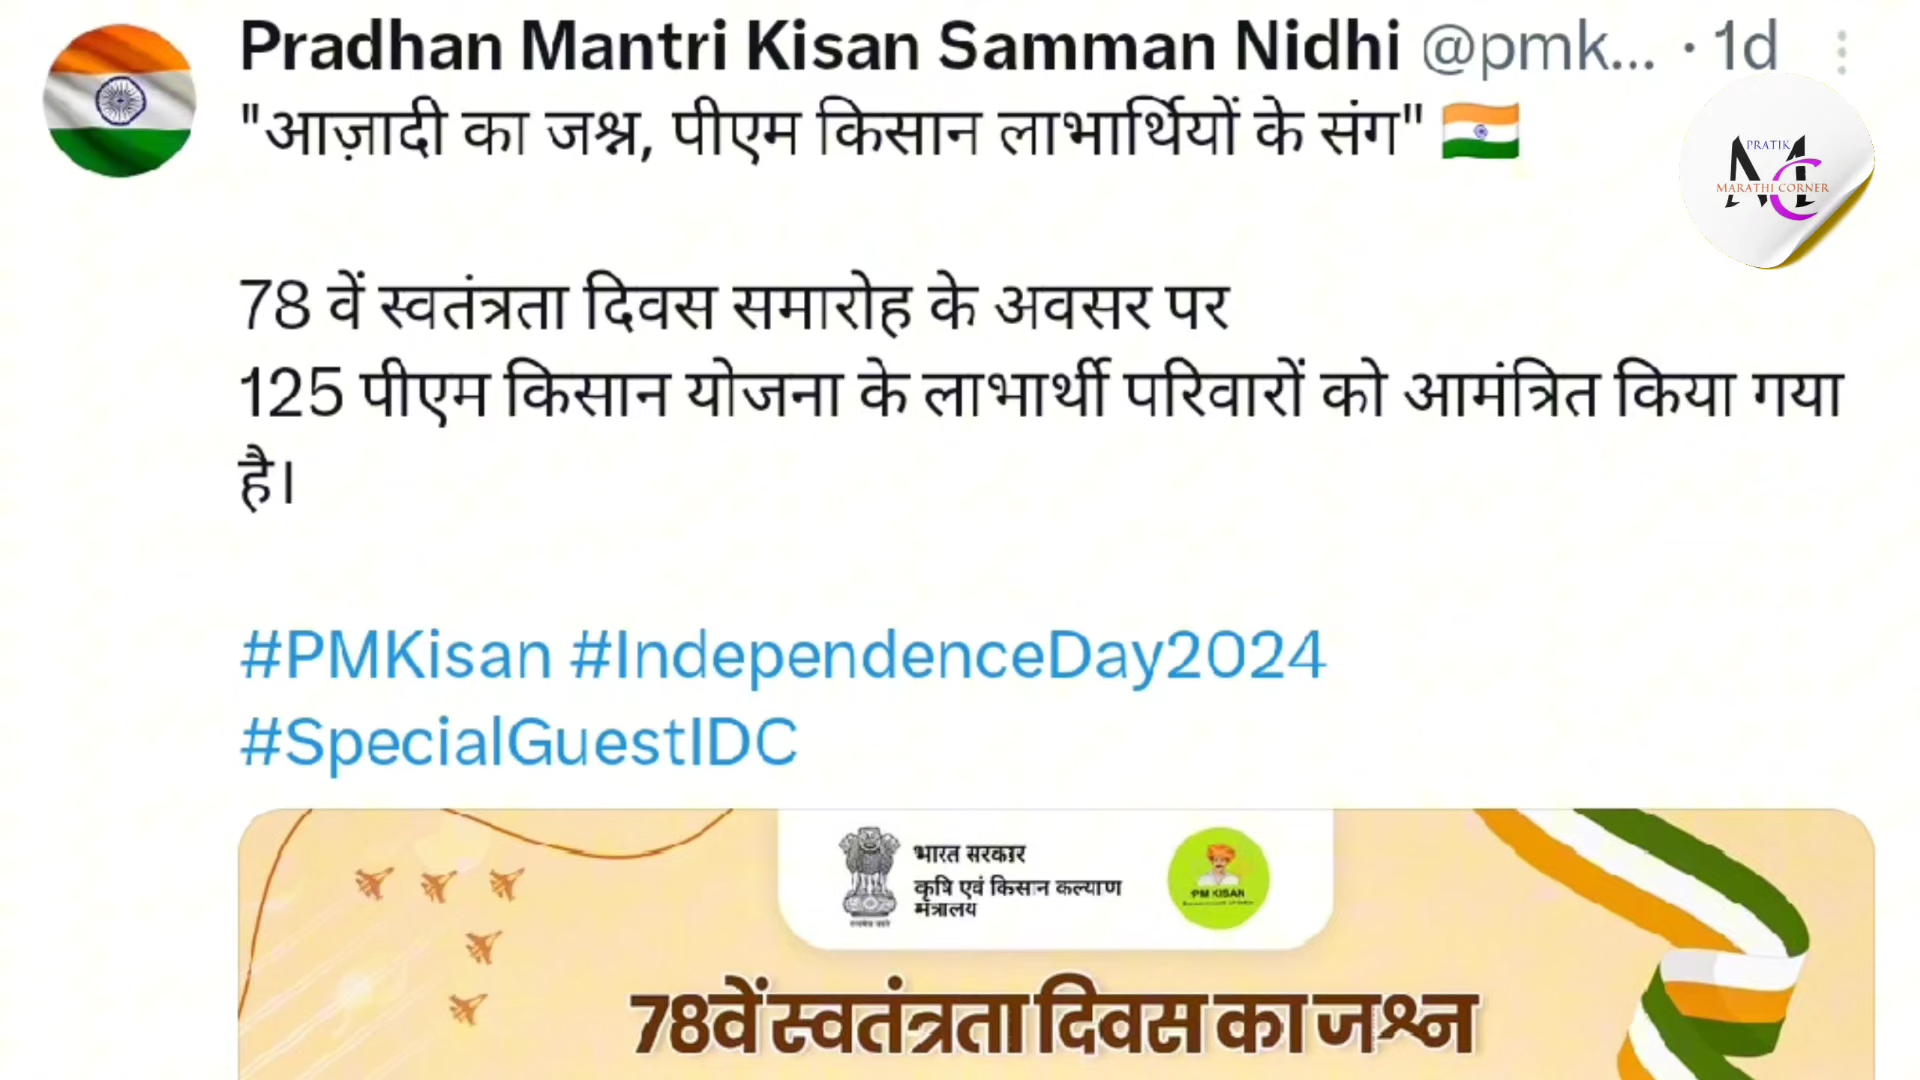 Pradhan Mantri Kisan Samman Nidhi @pmk... · 1d
"आज़ादी का जश्न, पीएम किसान लाभार्थियों के संग" 🇮🇳
PRATIK
MC
MARATHI CORNER
78 वें स्वतंत्रता दिवस समारोह के अवसर पर
125 पीएम किसान योजना के लाभार्थी परिवारों को आमंत्रित किया गया
है।
#PMKisan #IndependenceDay2024
#SpecialGuestIDC
भारत सरकार
कृषि एवं किसान कल्याण
मंत्रालय
PM KISAN
78वें स्वतंत्रता दिवस का जश्न